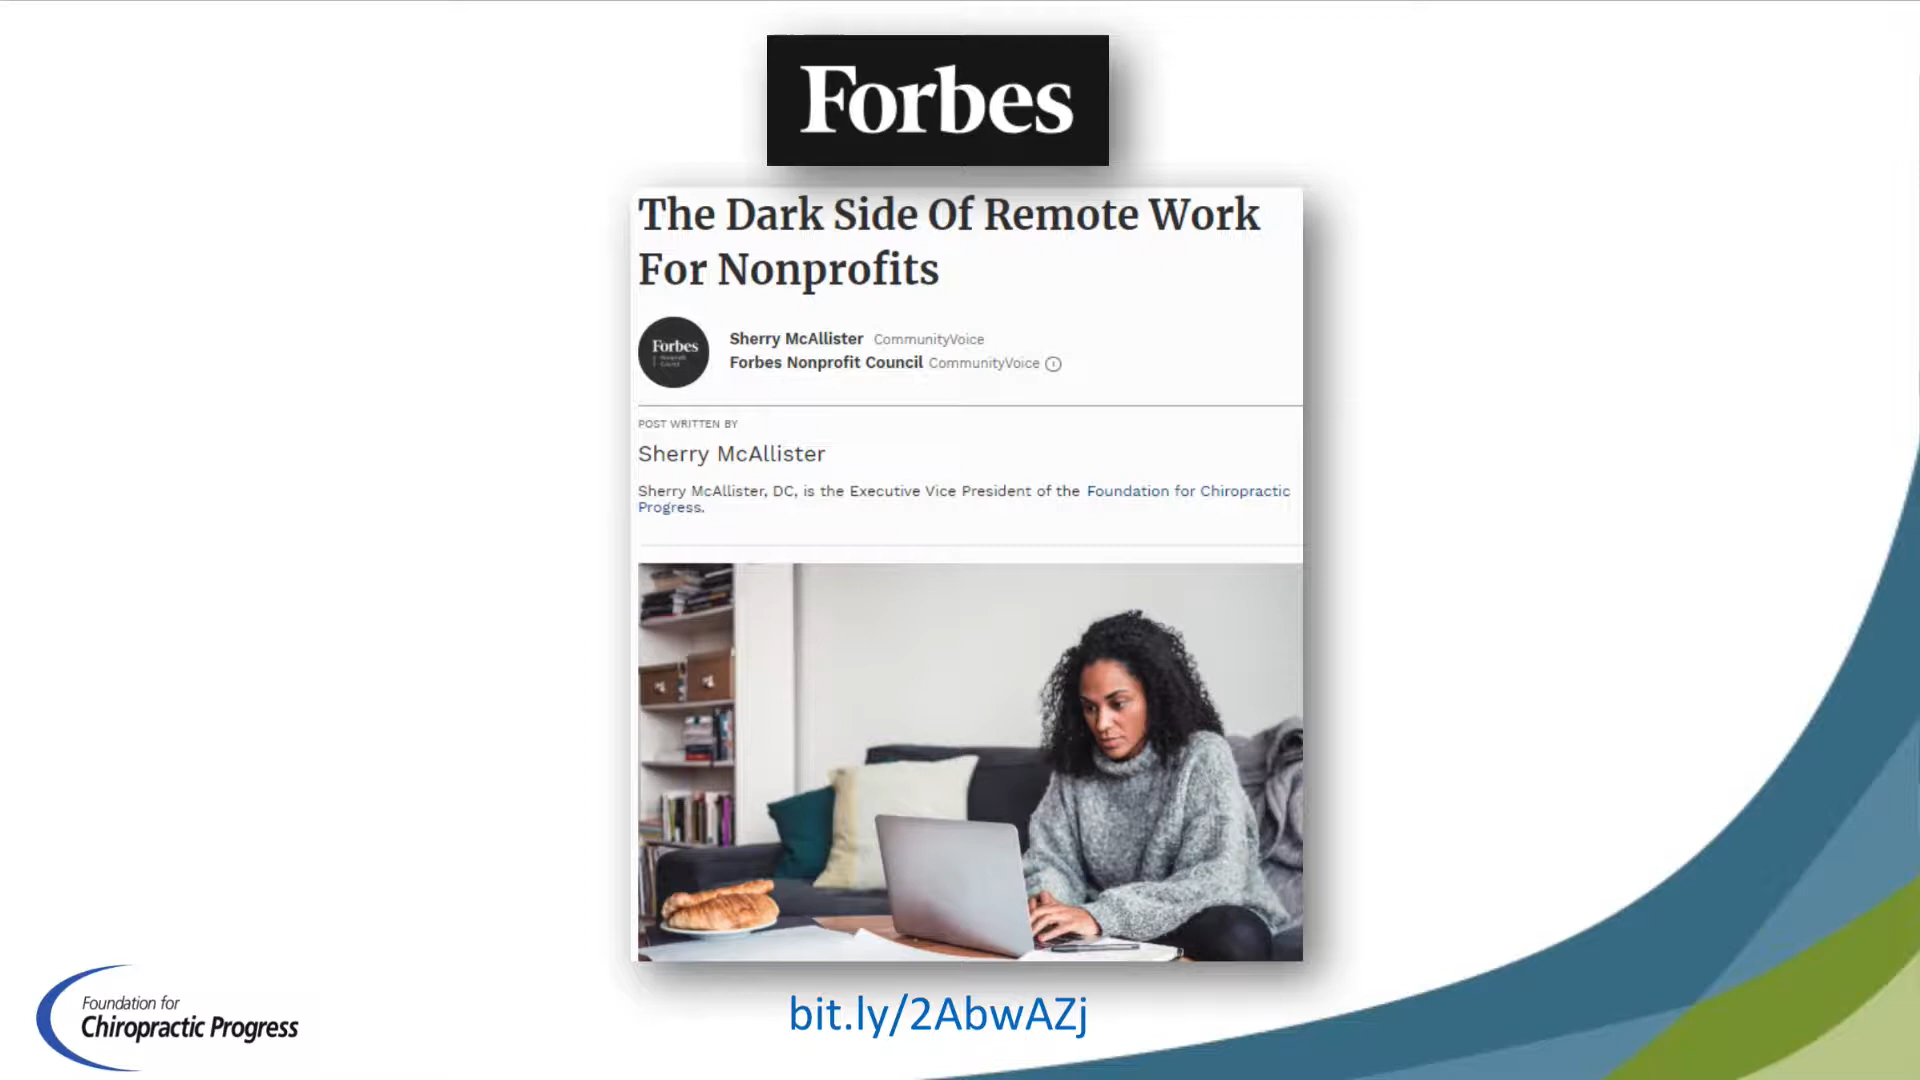 Forbes
The Dark Side Of Remote Work
For Nonprofits
Forbes
Sherry McAllister CommunityVoice
Forbes Nonprofit Council CommunityVoice
POST WRITTEN BY
Sherry McAllister
Sherry McAllister, DC, is the Executive Vice President of the Foundation for Chiropractic
Progress.
Foundation for
Chiropractic Progress
bit.ly/2AbwAZj